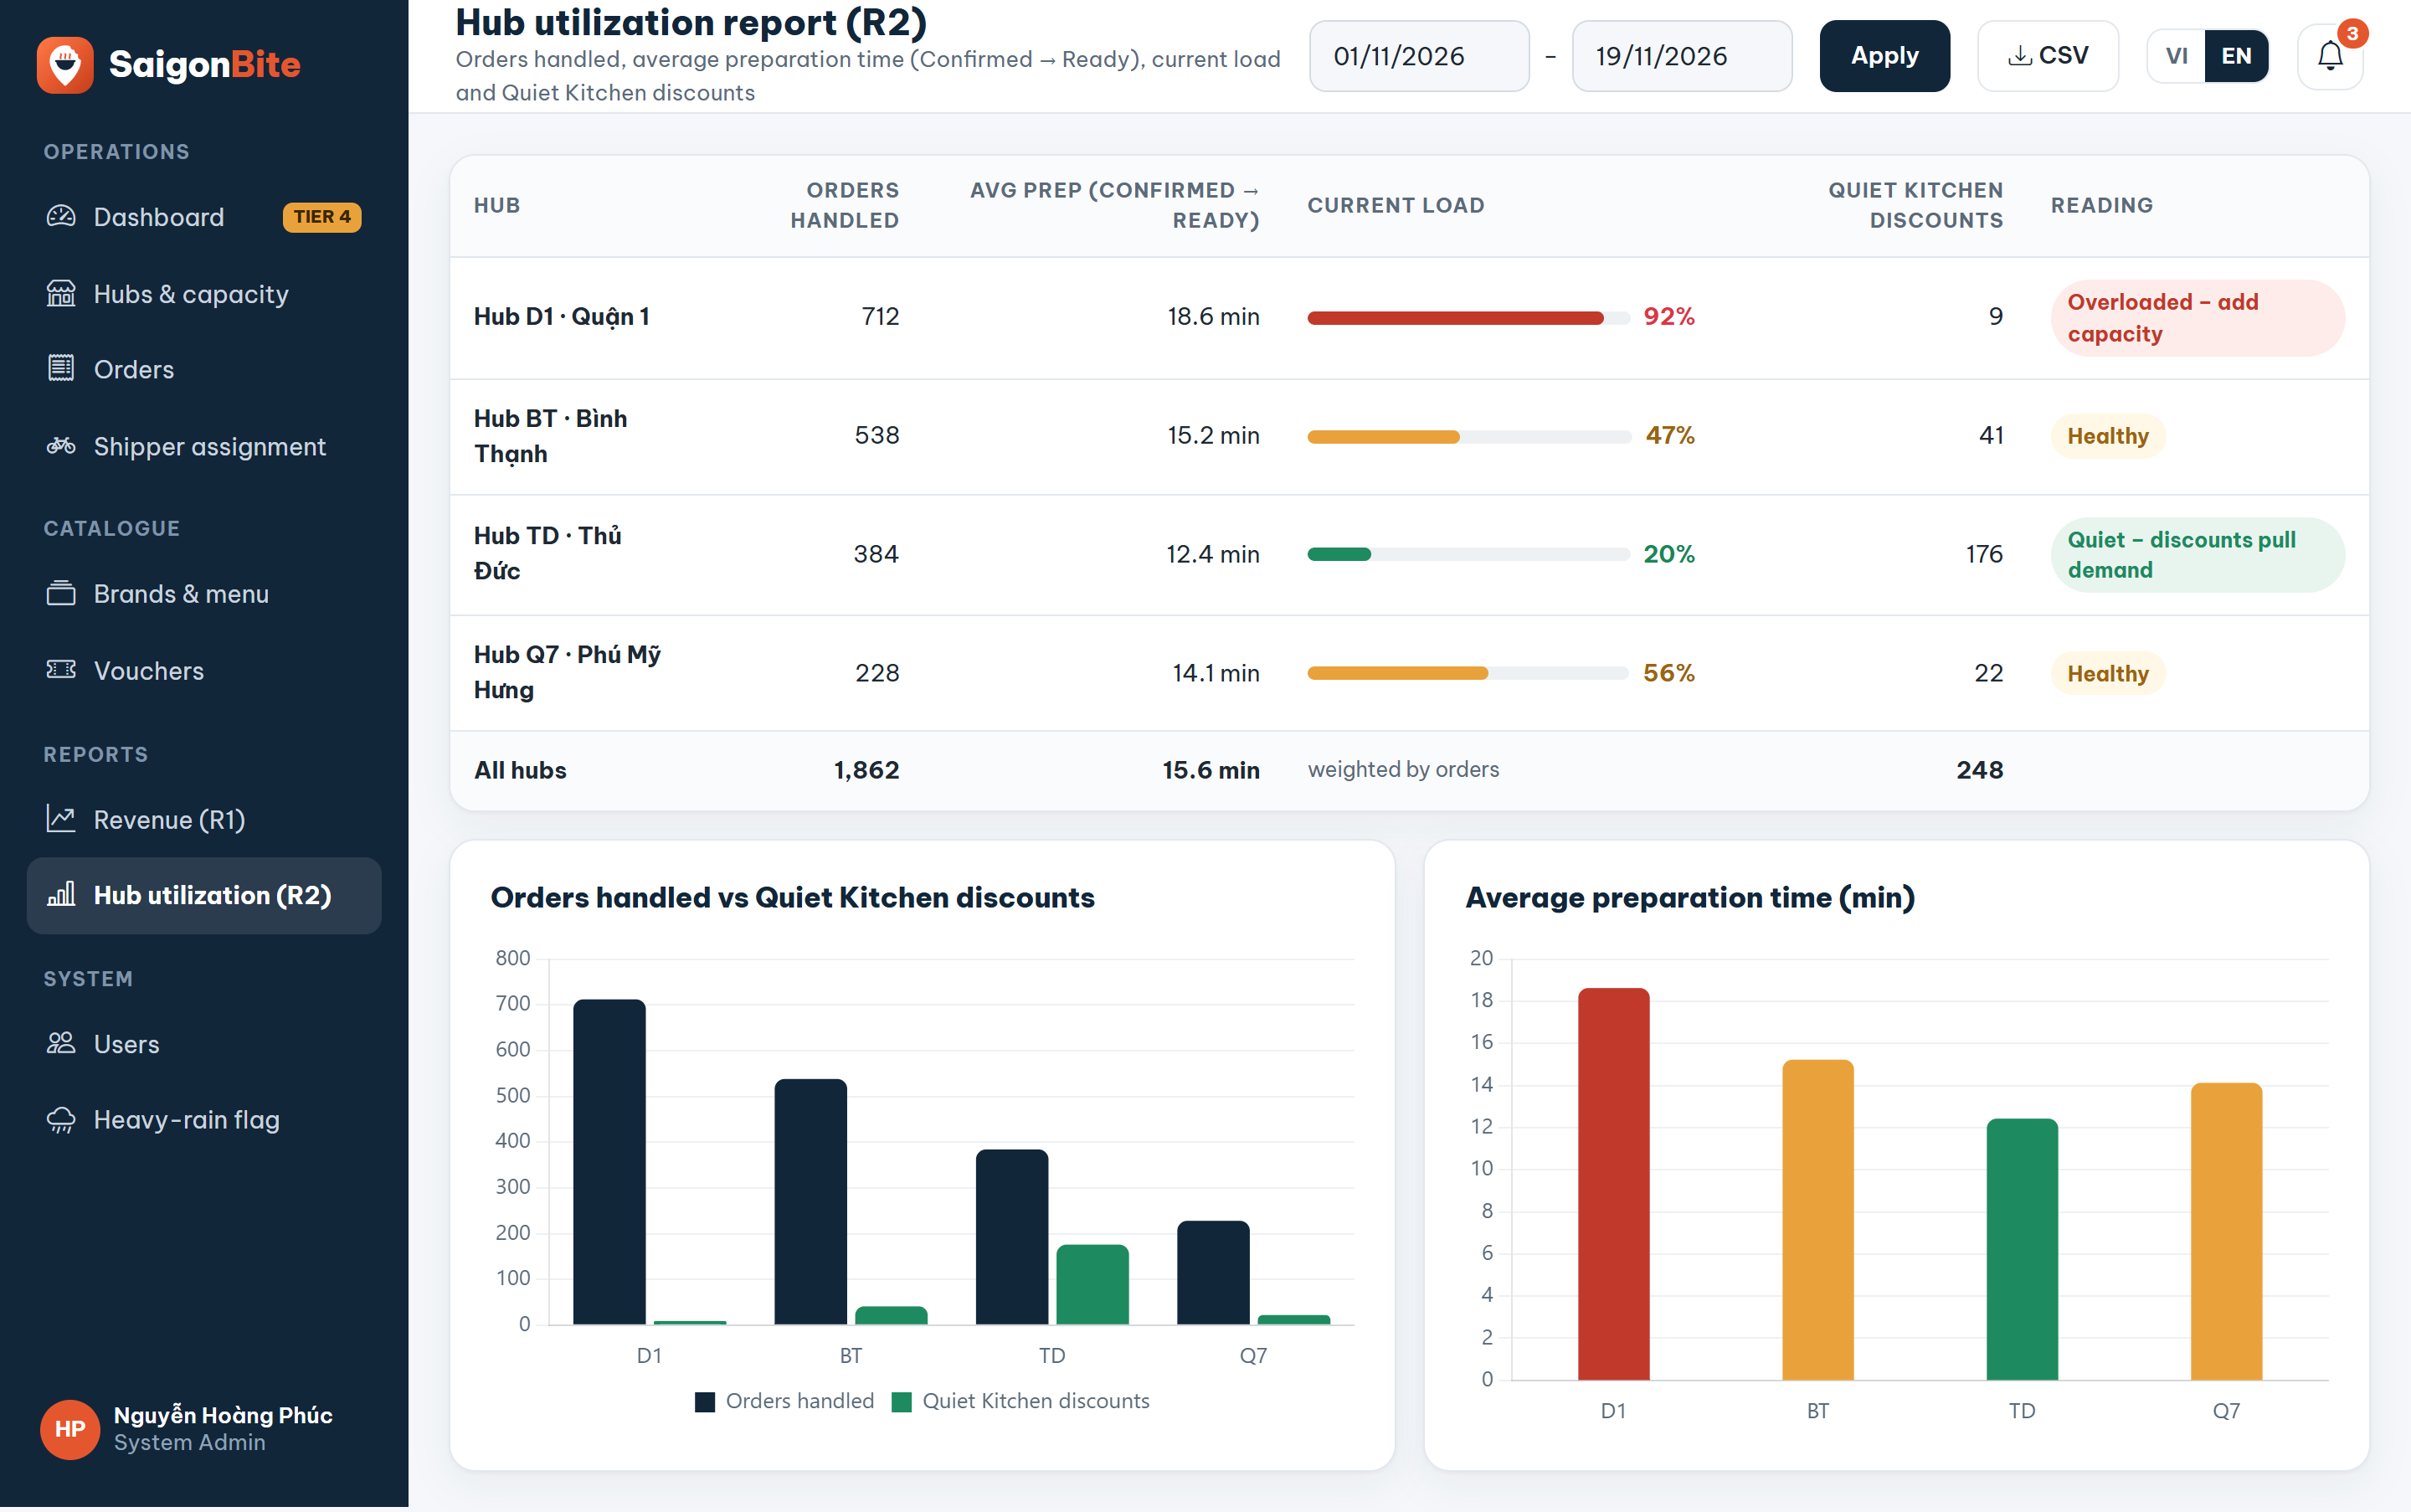 SaigonBite
OPERATIONS
Dashboard
TIER 4
Hubs & capacity
Orders
Shipper assignment
CATALOGUE
Brands & menu
Vouchers
REPORTS
Revenue (R1)
Hub utilization (R2)
SYSTEM
Users
Heavy-rain flag
HP
Nguyễn Hoàng Phúc
System Admin
Hub utilization report (R2)
Orders handled, average preparation time (Confirmed → Ready), current load
and Quiet Kitchen discounts
01/11/2026 – 19/11/2026
Apply
CSV
VI EN
3
HUB
ORDERS
HANDLED
AVG PREP (CONFIRMED →
READY)
CURRENT LOAD
QUIET KITCHEN
DISCOUNTS
READING
Hub D1 · Quận 1
712
18.6 min
92%
9
Overloaded – add
capacity
Hub BT · Bình
Thạnh
538
15.2 min
47%
41
Healthy
Hub TD · Thủ
Đức
384
12.4 min
20%
176
Quiet – discounts pull
demand
Hub Q7 · Phú Mỹ
Hưng
228
14.1 min
56%
22
Healthy
All hubs
1,862
15.6 min
weighted by orders
248
Orders handled vs Quiet Kitchen discounts
800
700
600
500
400
300
200
100
0
D1 BT TD Q7
Orders handled Quiet Kitchen discounts
Average preparation time (min)
20
18
16
14
12
10
8
6
4
2
0
D1 BT TD Q7